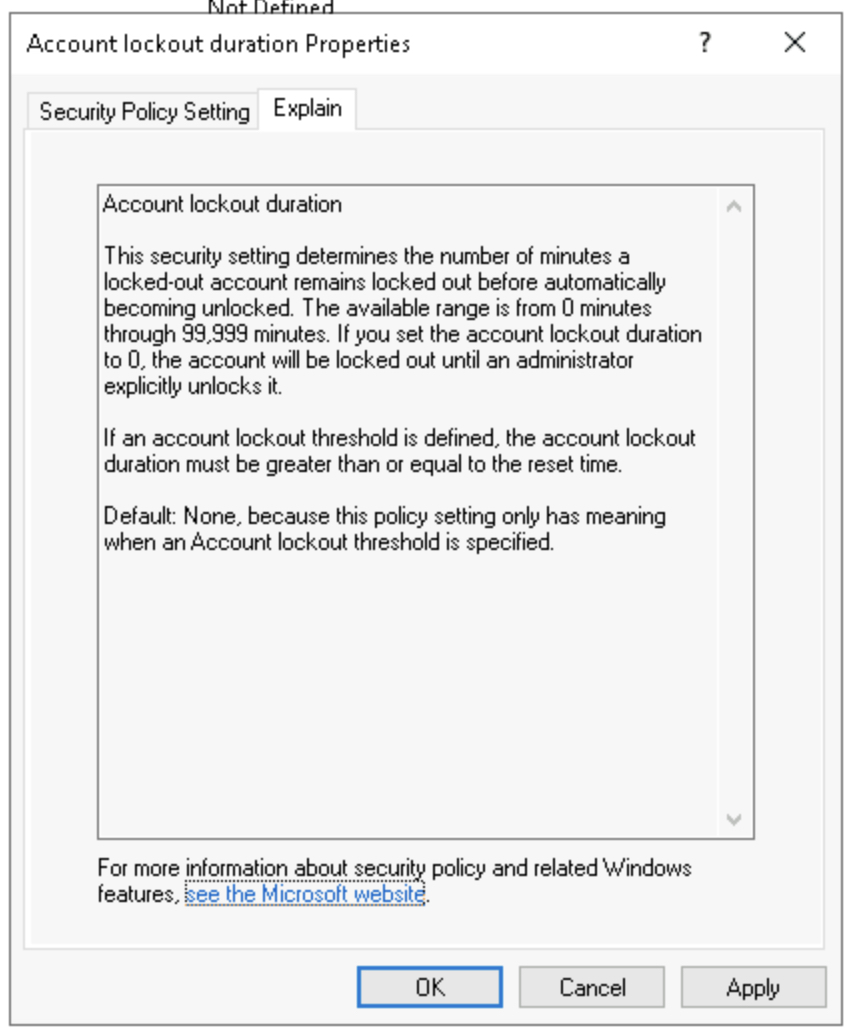 Not Defined
Account lockout duration Properties
?
Security Policy Setting
Explain
Account lockout duration
This security setting determines the number of minutes a
locked-out account remains locked out before automatically
becoming unlocked. The available range is from 0 minutes
through 99,999 minutes. If you set the account lockout duration
to 0, the account will be locked out until an administrator
explicitly unlocks it.
If an account lockout threshold is defined, the account lockout
duration must be greater than or equal to the reset time.
Default: None, because this policy setting only has meaning
when an Account lockout threshold is specified.
For more information about security policy and related Windows
features, see the Microsoft website.
OK
Cancel
Apply